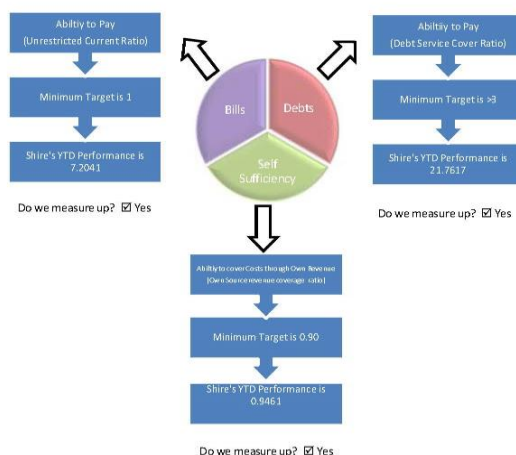 Abiltiy to Pay
(Unrestricted Current Ratio)
Minimum Target is 1
Shire's YTD Performance is
7.2041
Do we measure up? ☑ Yes
Bills
Debts
Self
Sufficiency
Abiltiiy to Pay
(Debt Service Cover Ratio)
Minimum Target is >3
Shire's YTD Performance is
21.7617
Do we measure up? ☑ Yes
Abiltiy to cover Costs through Own Revenue
(Own Source revenue coverage ratio)
Minimum Target is 0.90
Shire's YTD Performance is
0.9461
Do we measure up? ☑ Yes